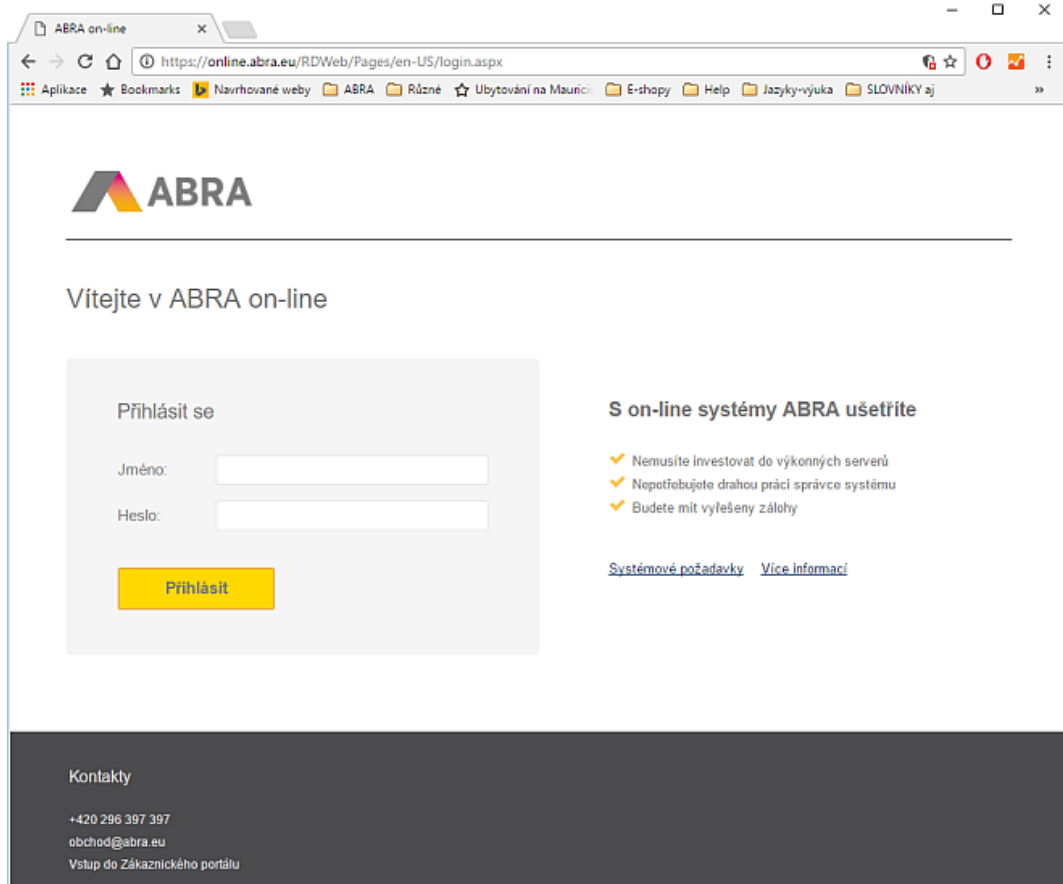 ABRA on-line
https://online.abra.eu/RDWeb/Pages/en-US/login.aspx
Aplikace Bookmarks Navrhované weby ABRA Různé Ubytování na Mauriciu E-shopy Help Jazyky-výuka SLOVNÍKY aj »
ABRA
Vítejte v ABRA on-line
Přihlásit se
Jméno:
Heslo:
Přihlásit
S on-line systémy ABRA ušetříte
Nemusíte investovat do výkonných serverů
Nepotřebujete drahou práci správce systému
Budete mít vyřešeny zálohy
Systémové požadavky Více informací
Kontakty
+420 296 397 397
obchod@abra.eu
Vstup do Zákaznického portálu